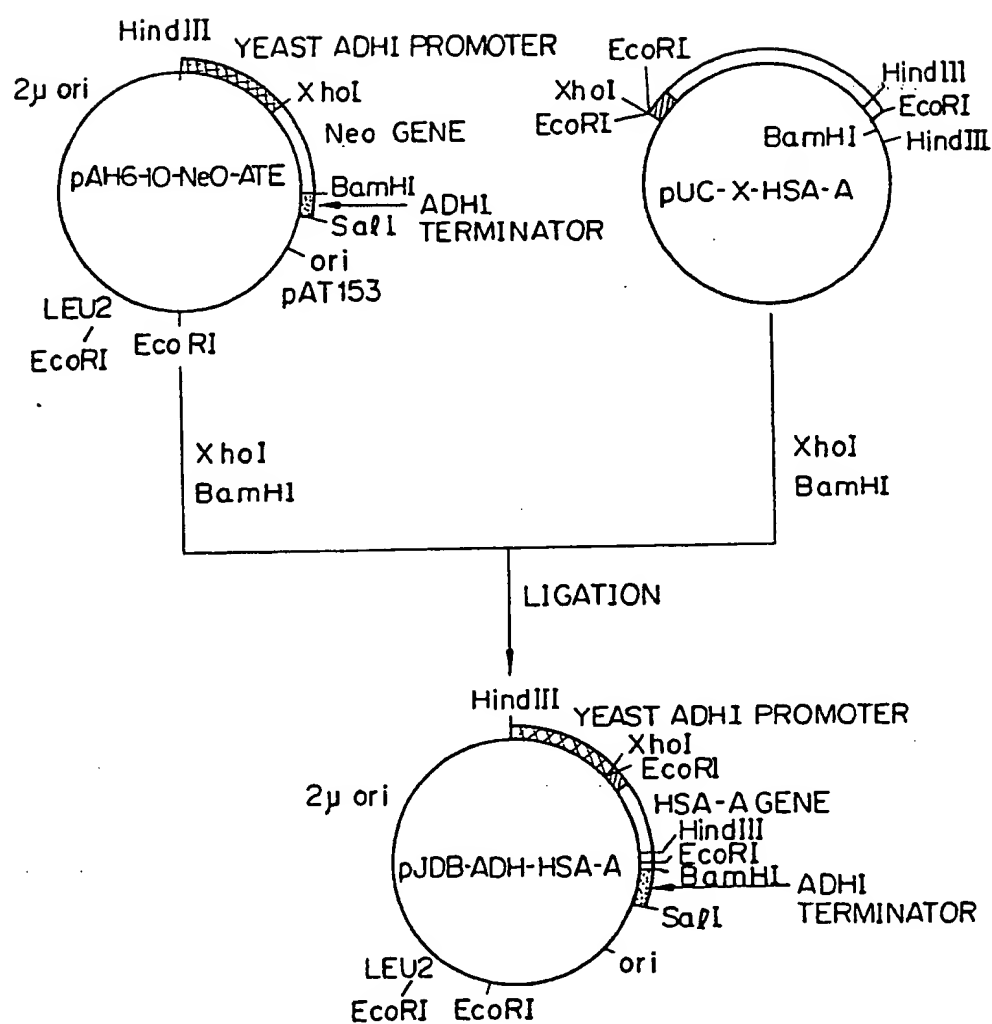 HindIII
YEAST ADHI PROMOTER
2μ ori
XhoI
Neo GENE
pAH6-10-NeO-ATE
BamHI
ADHI
TERMINATOR
SalI
ori
pAT153
LEU2
EcoRI
EcoRI
EcoRI
XhoI
EcoRI
HindIII
EcoRI
BamHI
HindIII
pUC-X-HSA-A
XhoI
BamHI
XhoI
BamHI
LIGATION
HindIII
YEAST ADHI PROMOTER
XhoI
EcoRI
2μ ori
HSA-A GENE
HindIII
EcoRI
BamHI
pJDB-ADH-HSA-A
ADHI
TERMINATOR
SalI
ori
LEU2
EcoRI
EcoRI